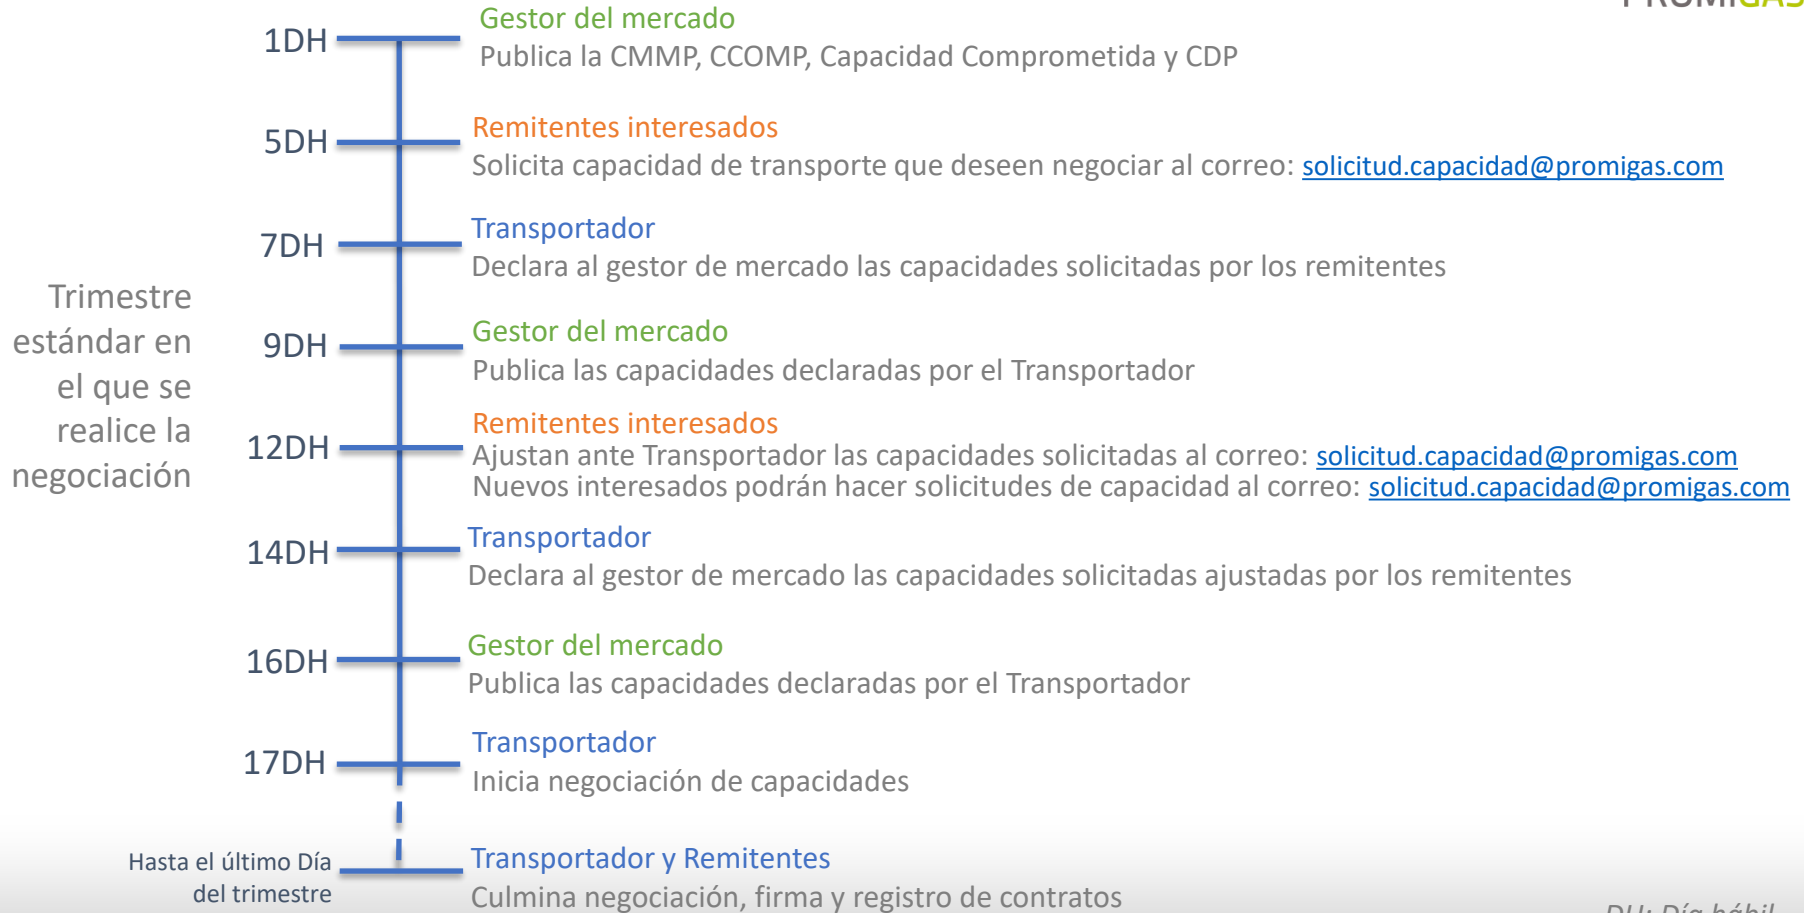 PROMIGAS
1DH
Gestor del mercado
Publica la CMMP, CCOMP, Capacidad Comprometida y CDP
5DH
Remitentes interesados
Solicita capacidad de transporte que deseen negociar al correo: solicitud.capacidad@promigas.com
7DH
Transportador
Declara al gestor de mercado las capacidades solicitadas por los remitentes
Trimestre
estándar en
el que se
realice la
negociación
9DH
Gestor del mercado
Publica las capacidades declaradas por el Transportador
12DH
Remitentes interesados
Ajustan ante Transportador las capacidades solicitadas al correo: solicitud.capacidad@promigas.com
Nuevos interesados podrán hacer solicitudes de capacidad al correo: solicitud.capacidad@promigas.com
14DH
Transportador
Declara al gestor de mercado las capacidades solicitadas ajustadas por los remitentes
16DH
Gestor del mercado
Publica las capacidades declaradas por el Transportador
17DH
Transportador
Inicia negociación de capacidades
Hasta el último Día
del trimestre
Transportador y Remitentes
Culmina negociación, firma y registro de contratos
DH: Día hábil